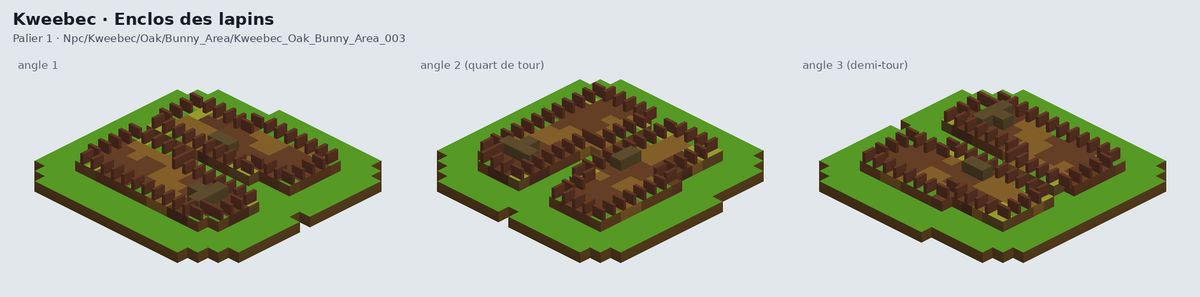 Kweebec · Enclos des lapins
Palier 1 · Npc/Kweebec/Oak/Bunny_Area/Kweebec_Oak_Bunny_Area_003
angle 1
angle 2 (quart de tour)
angle 3 (demi-tour)